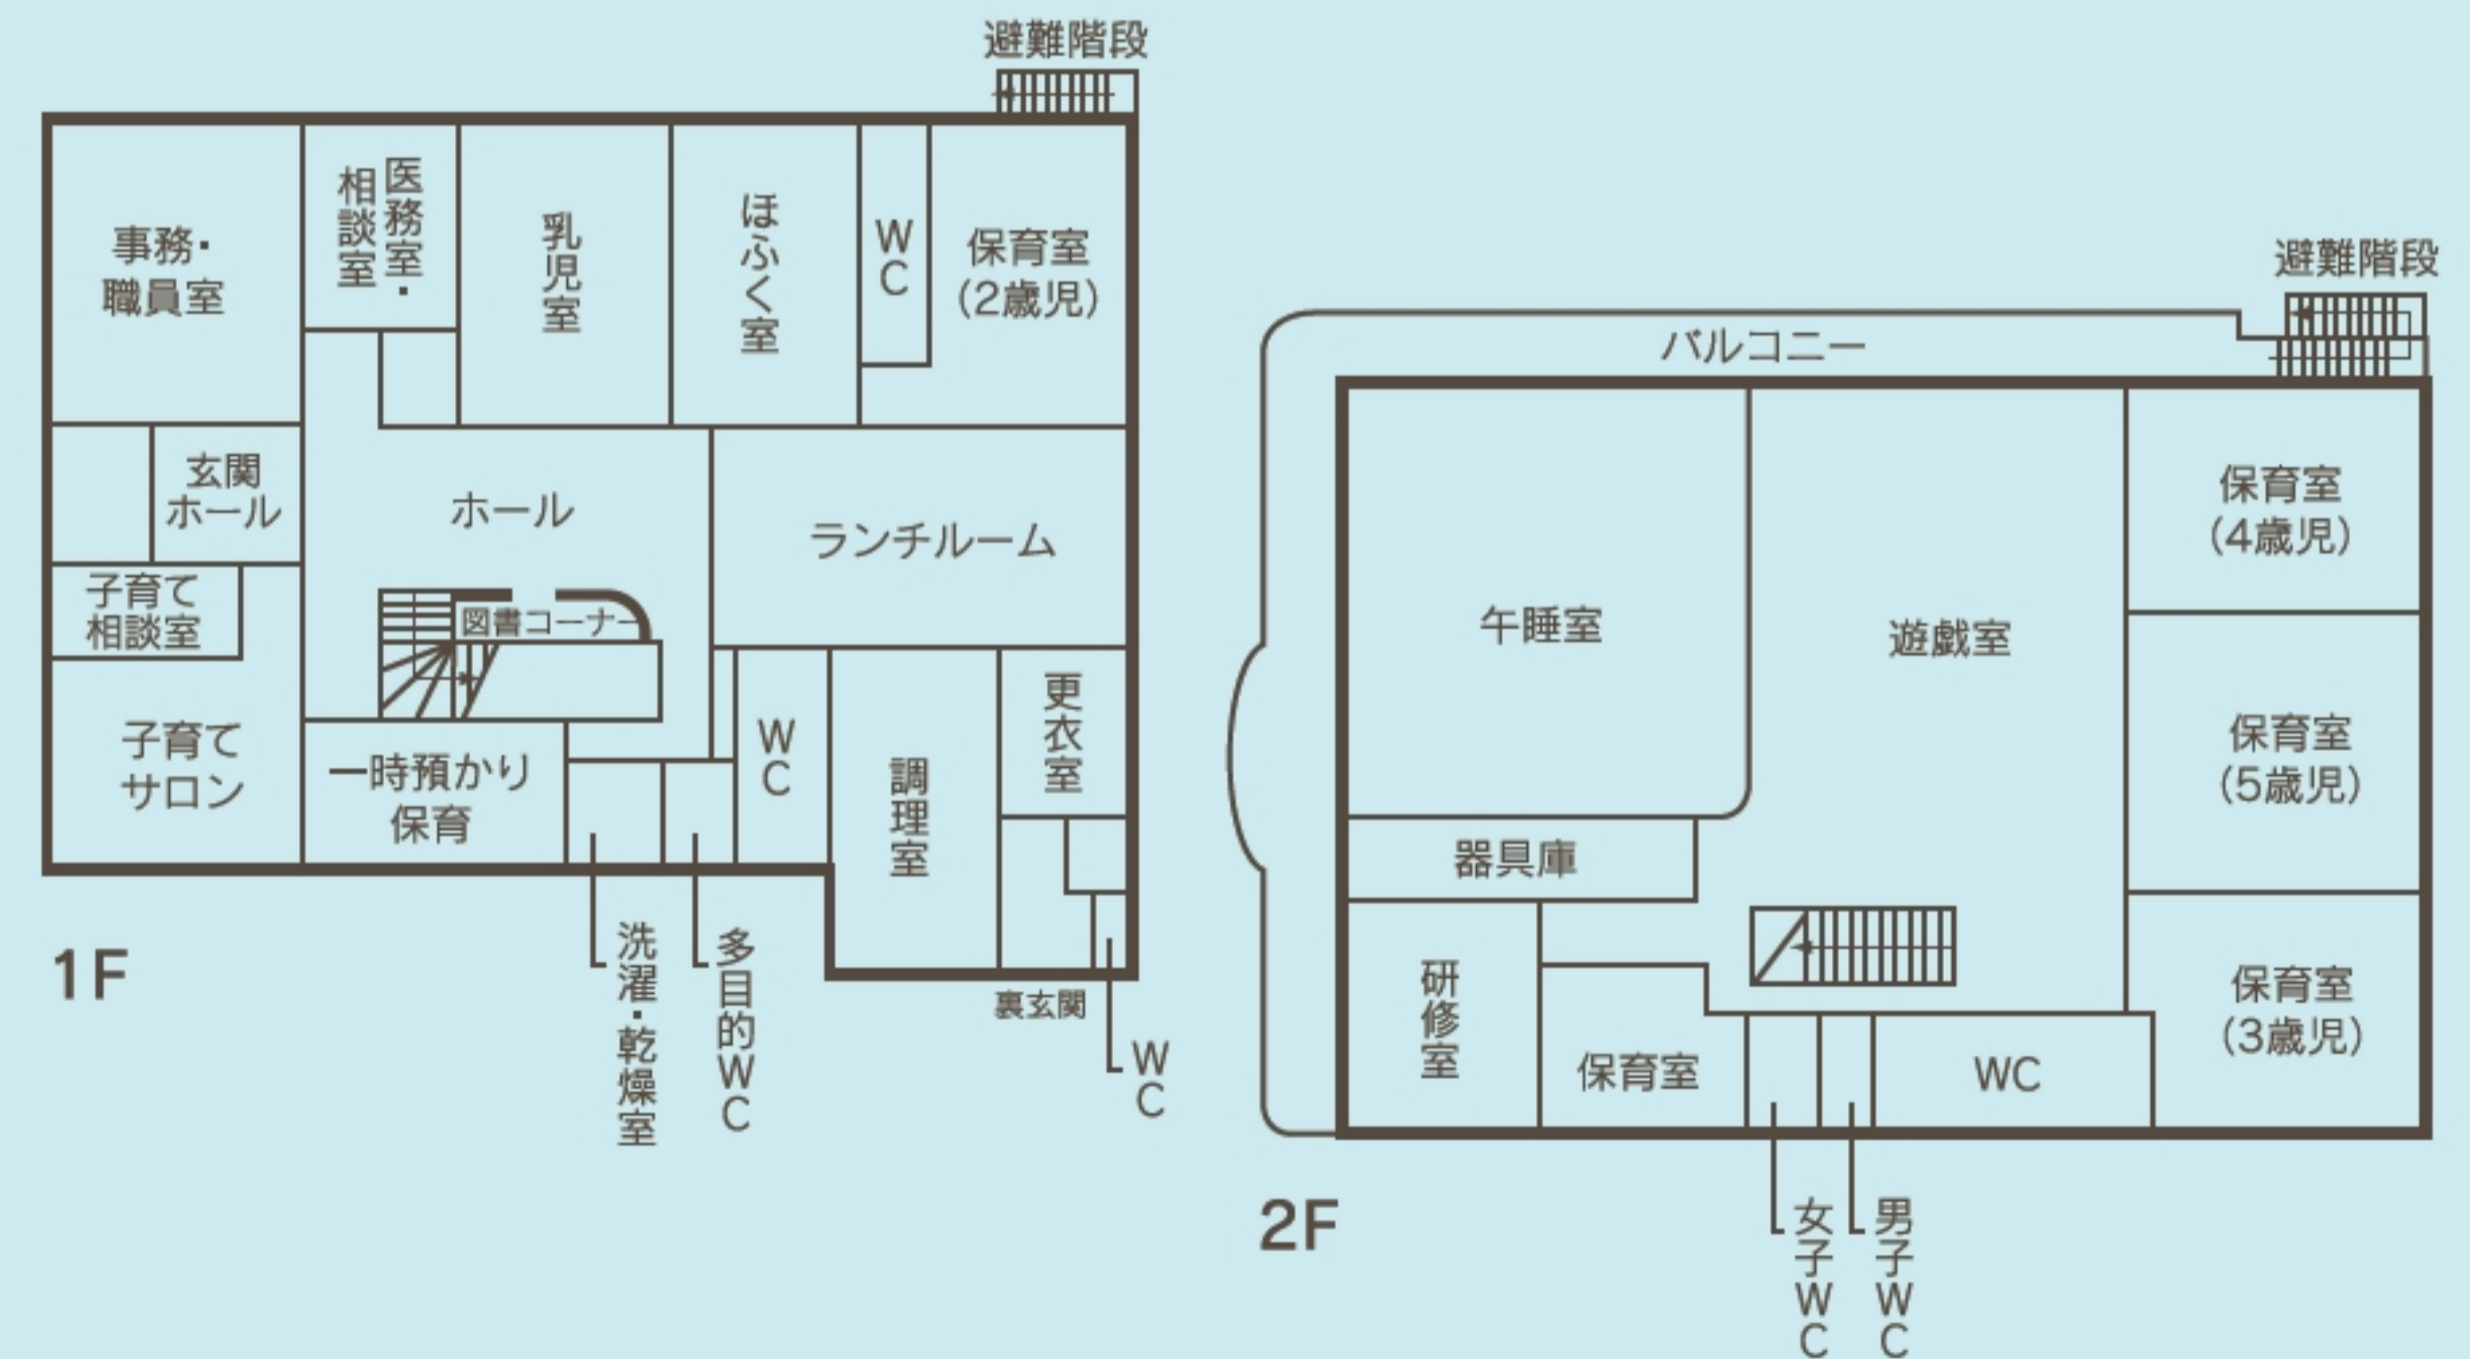 避難階段
事務・
職員室
医務室・
相談室
乳児室
ほふく室
WC
保育室
(2歳児)
玄関
ホール
ホール
ランチルーム
子育て
相談室
図書コーナー
子育て
サロン
一時預かり
保育
WC
調理室
更衣室
洗濯・乾燥室
多目的WC
裏玄関
WC
1F
避難階段
バルコニー
午睡室
遊戯室
保育室
(4歳児)
保育室
(5歳児)
器具庫
研修室
保育室
WC
保育室
(3歳児)
女子WC
男子WC
2F